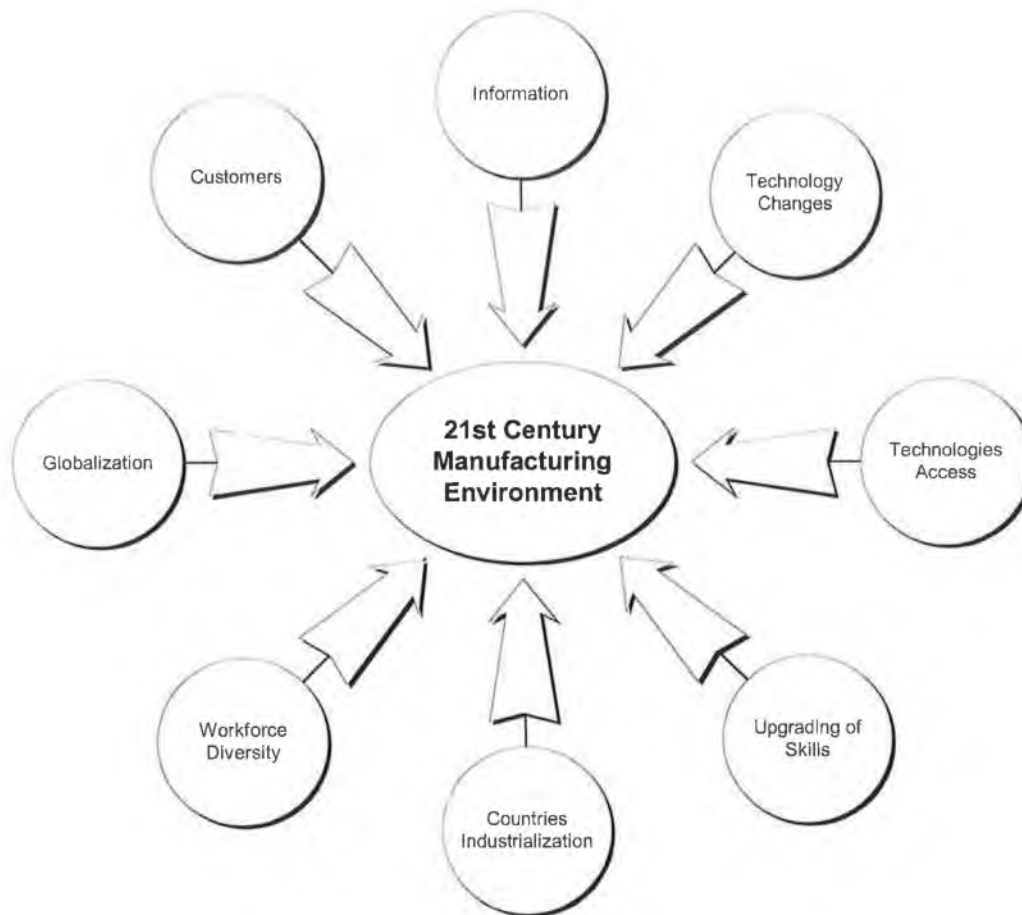 Information
Customers
Technology
Changes
21st Century
Manufacturing
Environment
Globalization
Technologies
Access
Workforce
Diversity
Upgrading of
Skills
Countries
Industrialization